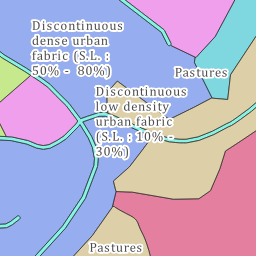 Discontinuous
dense urban
fabric (S.L. :
50% -  80%)
Pastures
Discontinuous
low density
urban fabric
(S.L. : 10% -
30%)
Pastures